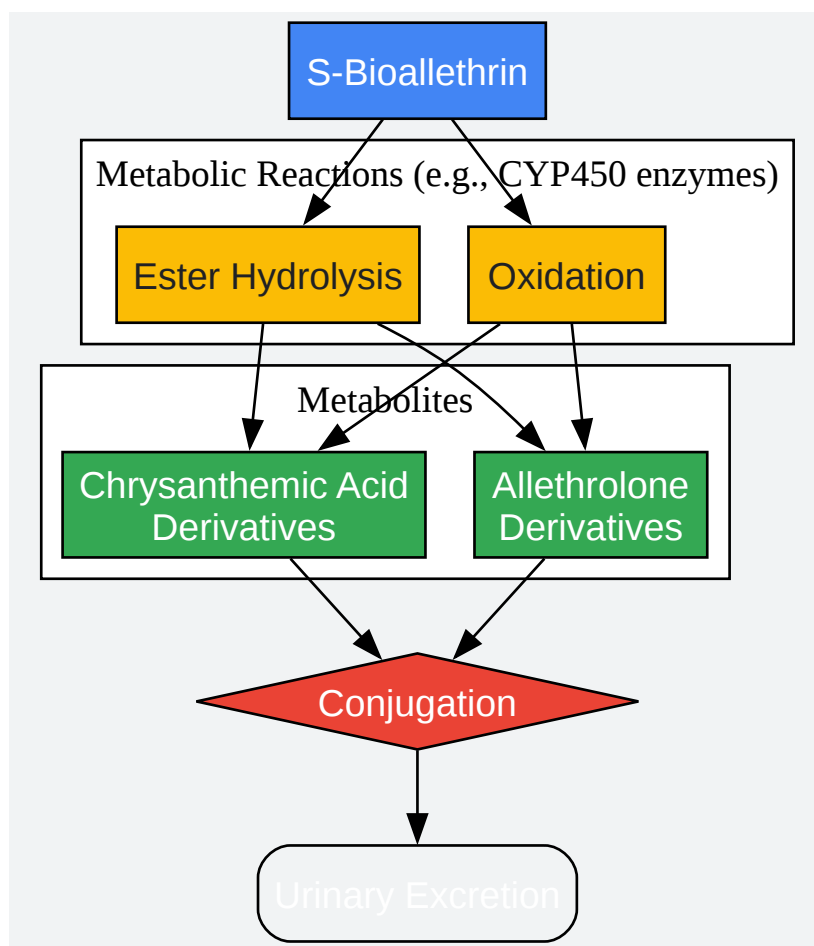 S-Bioallethrin
Metabolic Reactions (e.g., CYP450 enzymes)
Ester Hydrolysis
Oxidation
Metabolites
Chrysanthemic Acid
Derivatives
Allethrolone
Derivatives
Conjugation
Urinary Excretion